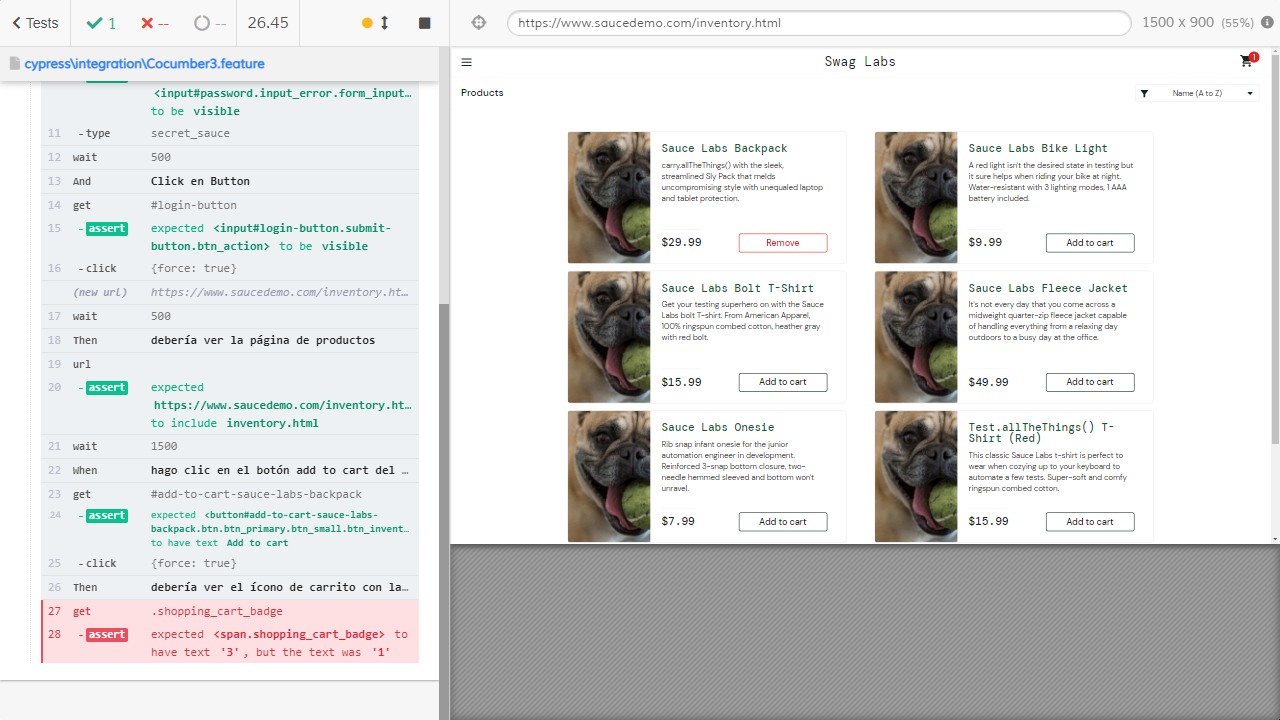 Tests
1
--
--
26.45
https://www.saucedemo.com/inventory.html
1500 x 900 (55%)
cypress\integration\Cocumber3.feature
<input#password.input_error.form_input…
to be visible
11 -type secret_sauce
12 wait 500
13 And Click en Button
14 get #login-button
15 -assert expected <input#login-button.submit-
button.btn_action> to be visible
16 -click {force: true}
(new url) https://www.saucedemo.com/inventory.ht…
17 wait 500
18 Then debería ver la página de productos
19 url
20 -assert expected
https://www.saucedemo.com/inventory.ht…
to include inventory.html
21 wait 1500
22 When hago clic en el botón add to cart del …
23 get #add-to-cart-sauce-labs-backpack
24 -assert expected <button#add-to-cart-sauce-labs-
backpack.btn.btn_primary.btn_small.btn_invent…
to have text Add to cart
25 -click {force: true}
26 Then debería ver el ícono de carrito con la…
27 get .shopping_cart_badge
28 -assert expected <span.shopping_cart_badge> to
have text '3', but the text was '1'
Swag Labs
1
Products
Name (A to Z)
Sauce Labs Backpack
carry.allTheThings() with the sleek,
streamlined Sly Pack that melds
uncompromising style with unequaled laptop
and tablet protection.
$29.99
Remove
Sauce Labs Bike Light
A red light isn't the desired state in testing but
it sure helps when riding your bike at night.
Water-resistant with 3 lighting modes, 1 AAA
battery included.
$9.99
Add to cart
Sauce Labs Bolt T-Shirt
Get your testing superhero on with the Sauce
Labs bolt T-shirt. From American Apparel,
100% ringspun combed cotton, heather gray
with red bolt.
$15.99
Add to cart
Sauce Labs Fleece Jacket
It's not every day that you come across a
midweight quarter-zip fleece jacket capable
of handling everything from a relaxing day
outdoors to a busy day at the office.
$49.99
Add to cart
Sauce Labs Onesie
Rib snap infant onesie for the junior
automation engineer in development.
Reinforced 3-snap bottom closure, two-
needle hemmed sleeved and bottom won't
unravel.
$7.99
Add to cart
Test.allTheThings() T-
Shirt (Red)
This classic Sauce Labs t-shirt is perfect to
wear when cozying up to your keyboard to
automate a few tests. Super-soft and comfy
ringspun combed cotton.
$15.99
Add to cart